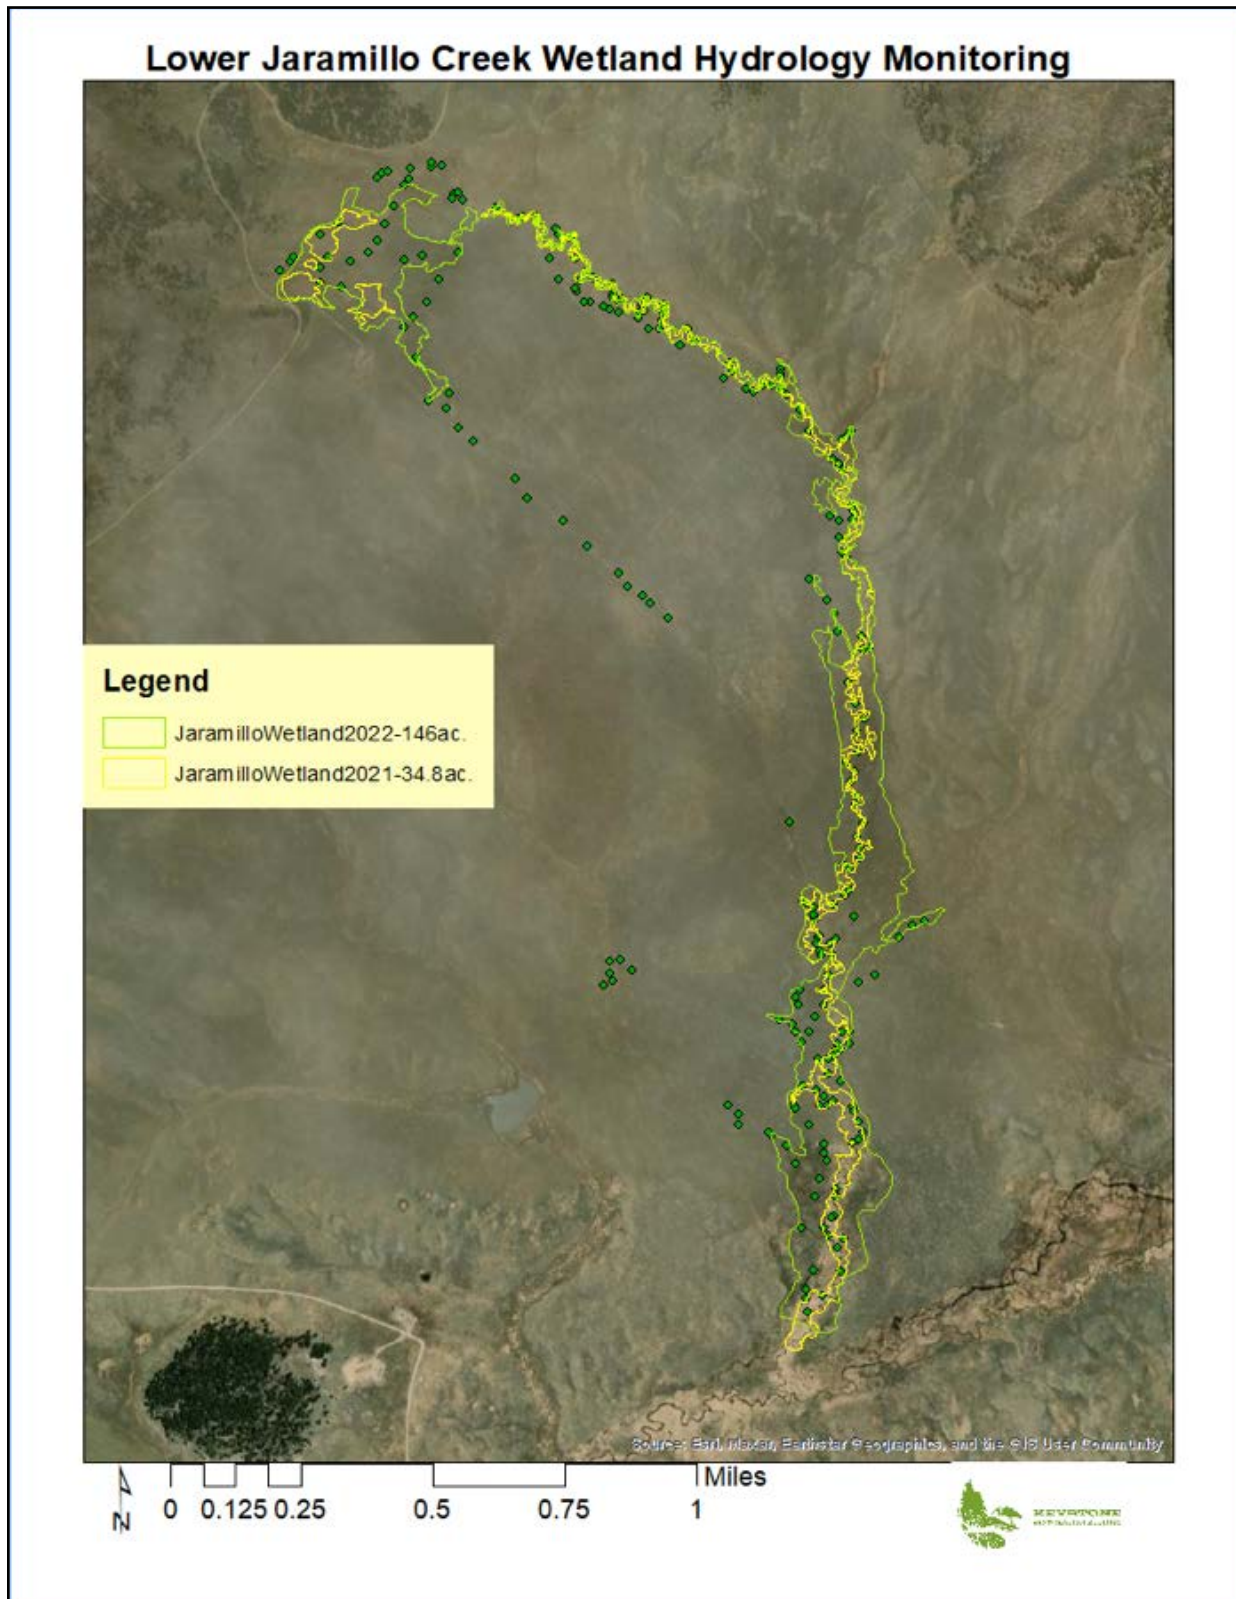 Lower Jaramillo Creek Wetland Hydrology Monitoring
Legend
JaramilloWetland2022-146ac.
JaramilloWetland2021-34.8ac.
Source: Esri, Maxar, Earthstar Geographics, and the GIS User Community
N
0 0.125 0.25 0.5 0.75 1 Miles
KEYSTONE